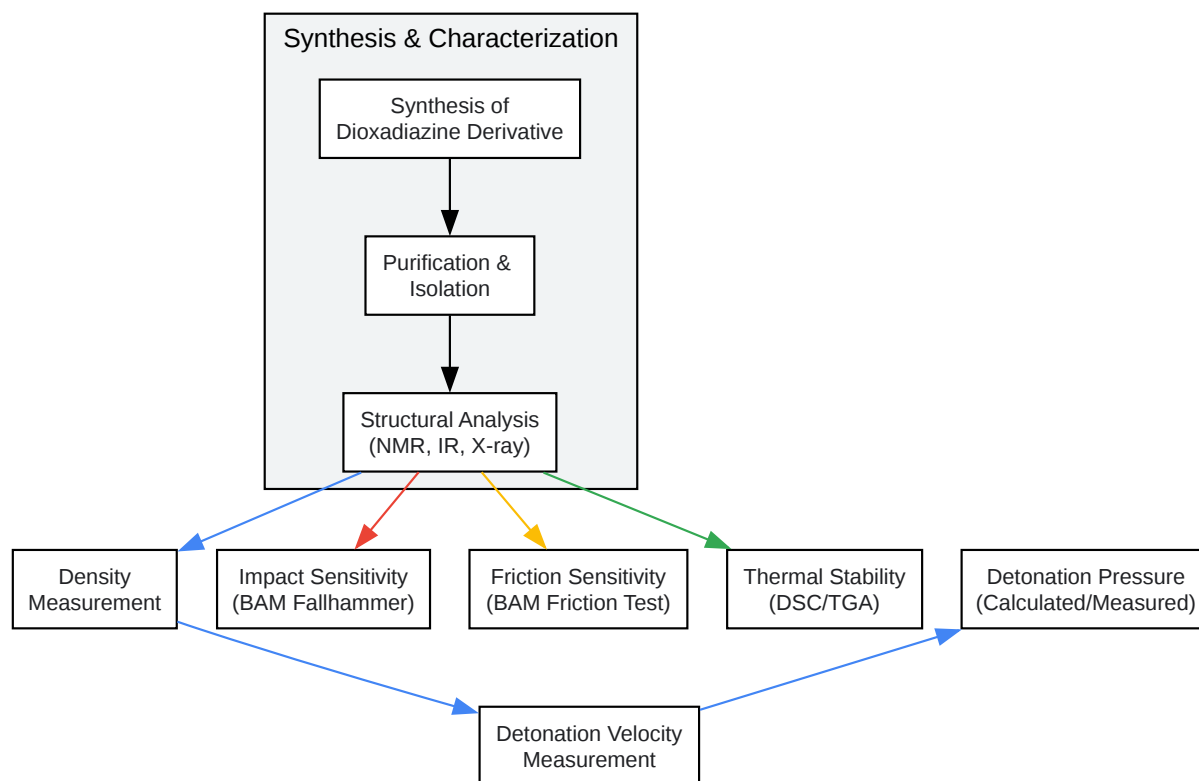 Synthesis & Characterization
Synthesis of
Dioxadiazine Derivative
Purification &
Isolation
Structural Analysis
(NMR, IR, X-ray)
Density
Measurement
Impact Sensitivity
(BAM Fallhammer)
Friction Sensitivity
(BAM Friction Test)
Thermal Stability
(DSC/TGA)
Detonation Pressure
(Calculated/Measured)
Detonation Velocity
Measurement